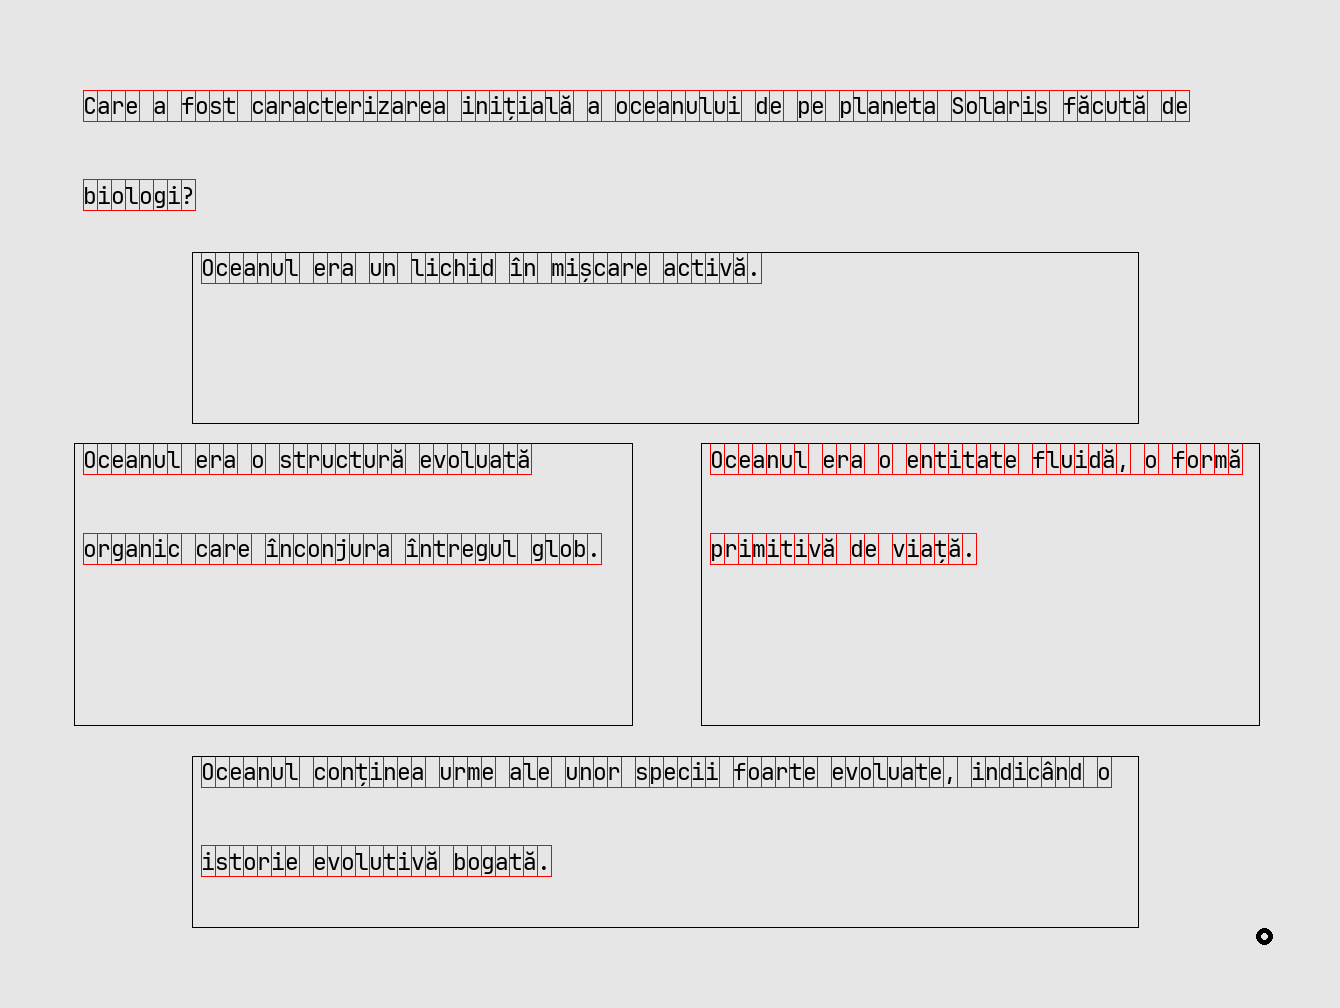 Care a fost caracterizarea inițială a oceanului de pe planeta Solaris făcută de
biologi?
Oceanul era un lichid în mișcare activă.
Oceanul era o structură evoluată
organic care înconjura întregul glob.
Oceanul era o entitate fluidă, o formă
primitivă de viață.
Oceanul conținea urme ale unor specii foarte evoluate, indicând o
istorie evolutivă bogată.